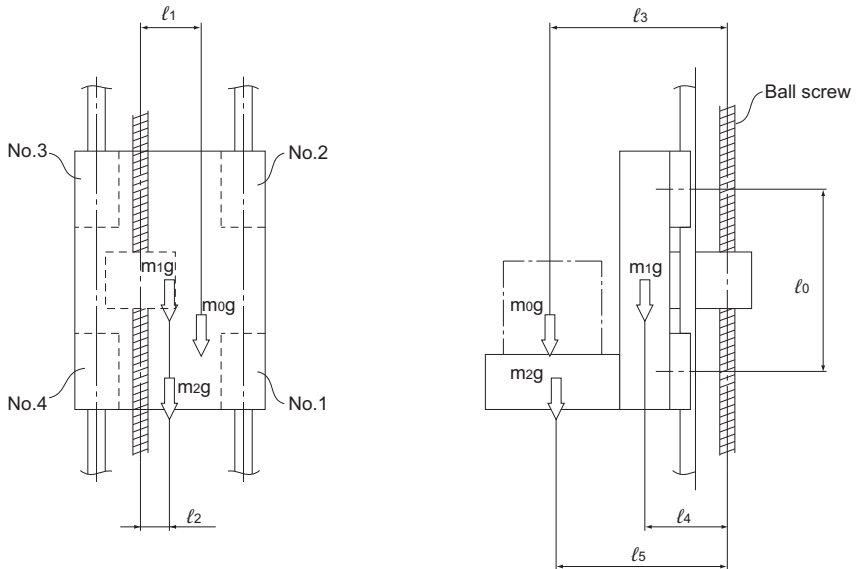 ℓ1
No.3
No.2
m1g
m0g
m2g
No.4
No.1
ℓ2
ℓ3
Ball screw
m1g
m0g
m2g
ℓ0
ℓ4
ℓ5